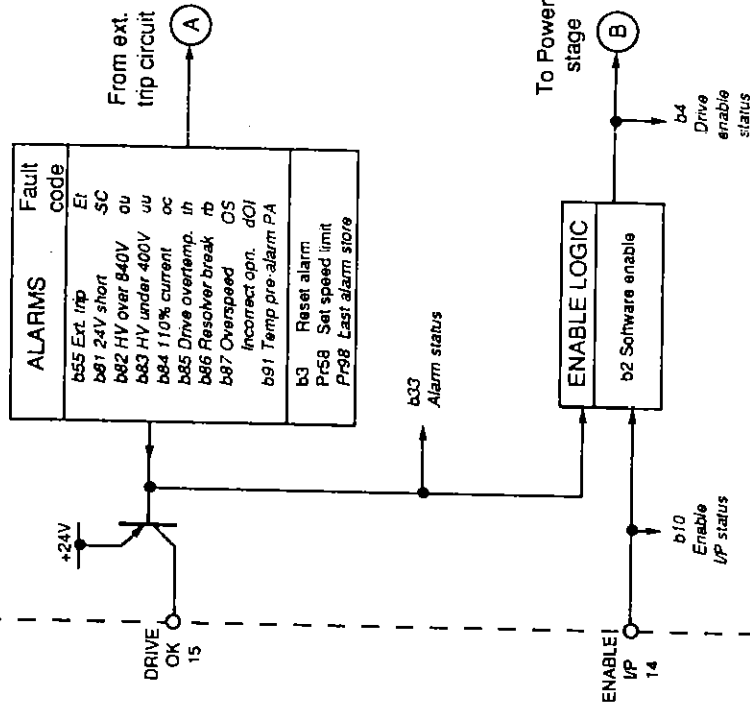 From ext.
trip circuit
A
ALARMS
Fault
code
b55 Ext. trip Et
b81 24V short SC
b82 HV over 840V ou
b83 HV under 400V uu
b84 110% current oc
b85 Drive overtemp. th
b86 Resolver break rb
b87 Overspeed OS
Incorrect opn. dOI
b91 Temp pre-alarm PA
b3 Reset alarm
Pr58 Set speed limit
Pr98 Last alarm store
+24V
DRIVE
OK
15
b33
Alarm status
To Power
stage
B
b4
Drive
enable
status
ENABLE LOGIC
b2 Software enable
b10
Enable
I/P status
ENABLE
I/P
14